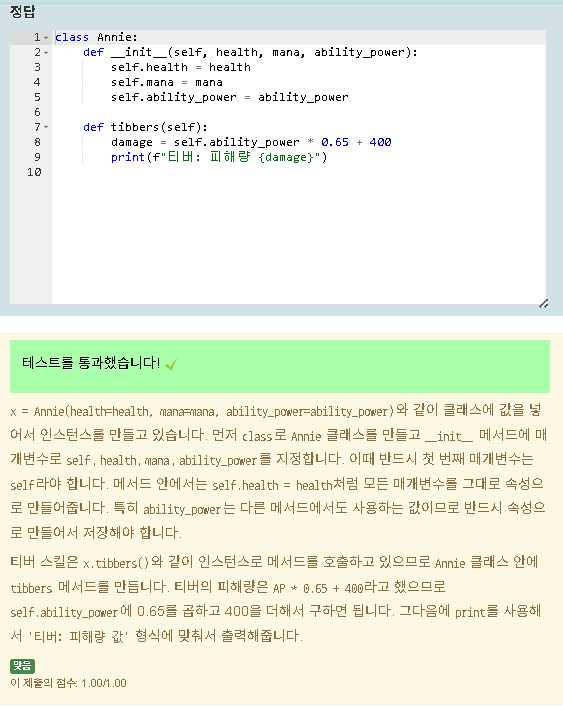 정답
1 class Annie:
2     def __init__(self, health, mana, ability_power):
3         self.health = health
4         self.mana = mana
5         self.ability_power = ability_power
6
7     def tibbers(self):
8         damage = self.ability_power * 0.65 + 400
9         print(f"티버: 피해량 {damage}")
10
테스트를 통과했습니다!
x = Annie(health=health, mana=mana, ability_power=ability_power)와 같이 클래스에 값을 넣
어서 인스턴스를 만들고 있습니다. 먼저 class로 Annie 클래스를 만들고 __init__ 메서드에 매
개변수로 self, health, mana, ability_power를 지정합니다. 이때 반드시 첫 번째 매개변수는
self라야 합니다. 메서드 안에서는 self.health = health처럼 모든 매개변수를 그대로 속성으
로 만들어줍니다. 특히 ability_power는 다른 메서드에서도 사용하는 값이므로 반드시 속성으
로 만들어서 저장해야 합니다.
티버 스킬은 x.tibbers()와 같이 인스턴스로 메서드를 호출하고 있으므로 Annie 클래스 안에
tibbers 메서드를 만듭니다. 티버의 피해량은 AP * 0.65 + 400라고 했으므로
self.ability_power에 0.65를 곱하고 400을 더해서 구하면 됩니다. 그다음에 print를 사용해
서 '티버: 피해량 값' 형식에 맞춰서 출력해줍니다.
맞음
이 제출의 점수: 1.00/1.00